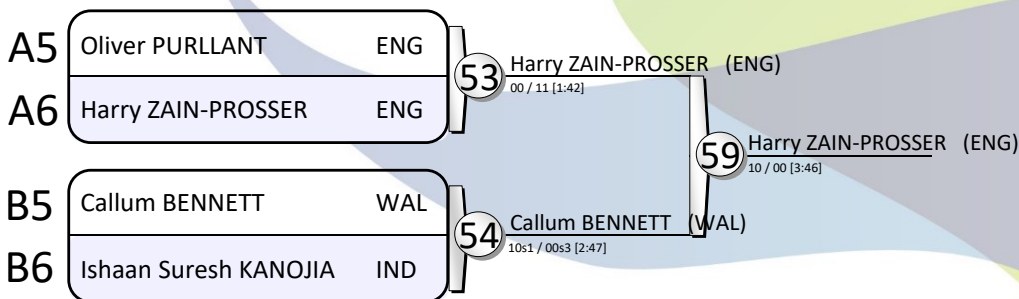 A5 Oliver PURLLANT ENG
A6 Harry ZAIN-PROSSER ENG
53 Harry ZAIN-PROSSER (ENG)
00 / 11 [1:42]
59 Harry ZAIN-PROSSER (ENG)
10 / 00 [3:46]
B5 Callum BENNETT WAL
B6 Ishaan Suresh KANOJIA IND
54 Callum BENNETT (WAL)
10s1 / 00s3 [2:47]